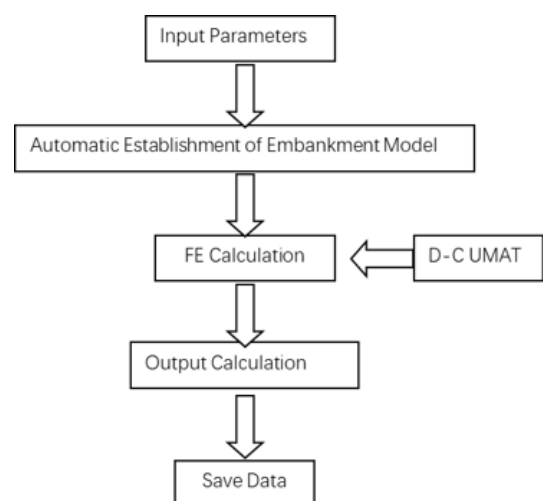 Input Parameters
Automatic Establishment of Embankment Model
FE Calculation
D-C UMAT
Output Calculation
Save Data